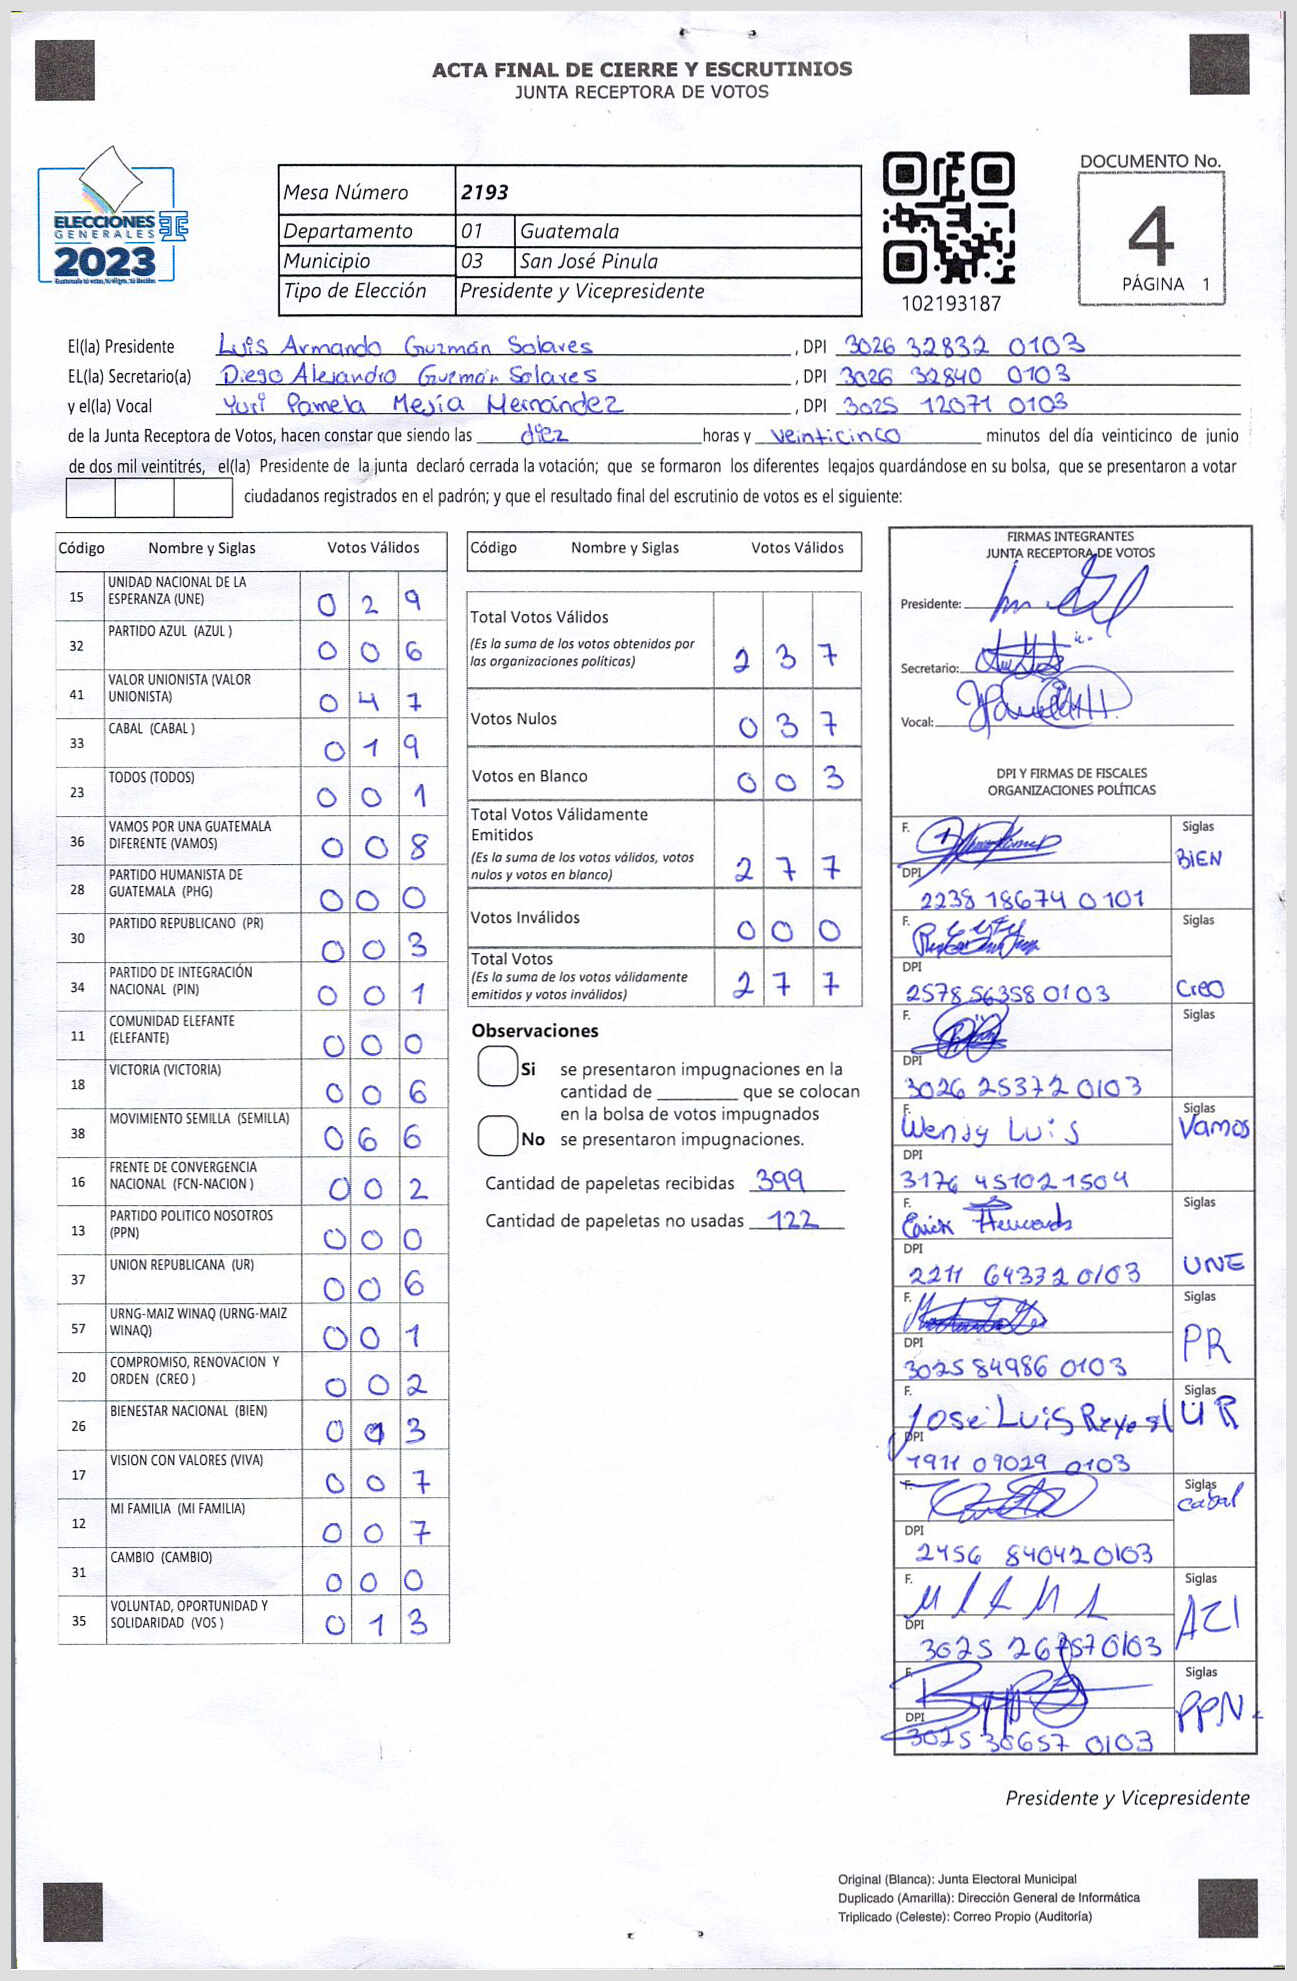 ACTA FINAL DE CIERRE Y ESCRUTINIOS
JUNTA RECEPTORA DE VOTOS
ELECCIONES
GENERALES
2023
Mesa Número 2193
Departamento 01 Guatemala
Municipio 03 San José Pinula
Tipo de Elección Presidente y Vicepresidente
102193187
DOCUMENTO No.
4
PÁGINA 1
El(la) Presidente Luis Armando Guzmán Solares , DPI 3026 32832 0103
EL(la) Secretario(a) Diego Alejandro Guzmán Solares , DPI 3026 32840 0103
y el(la) Vocal Yuri Pamela Mejía Hernández , DPI 3025 12071 0103
de la Junta Receptora de Votos, hacen constar que siendo las diez horas y veinticinco minutos del día veinticinco de junio
de dos mil veintitrés, el(la) Presidente de la junta declaró cerrada la votación; que se formaron los diferentes legajos quardándose en su bolsa, que se presentaron a votar
ciudadanos registrados en el padrón; y que el resultado final del escrutinio de votos es el siguiente:
Código Nombre y Siglas Votos Válidos
15 UNIDAD NACIONAL DE LA ESPERANZA (UNE) 0 2 9
32 PARTIDO AZUL (AZUL ) 0 0 6
41 VALOR UNIONISTA (VALOR UNIONISTA) 0 4 7
33 CABAL (CABAL ) 0 1 9
23 TODOS (TODOS) 0 0 1
36 VAMOS POR UNA GUATEMALA DIFERENTE (VAMOS) 0 0 8
28 PARTIDO HUMANISTA DE GUATEMALA (PHG) 0 0 0
30 PARTIDO REPUBLICANO (PR) 0 0 3
34 PARTIDO DE INTEGRACIÓN NACIONAL (PIN) 0 0 1
11 COMUNIDAD ELEFANTE (ELEFANTE) 0 0 0
18 VICTORIA (VICTORIA) 0 0 6
38 MOVIMIENTO SEMILLA (SEMILLA) 0 6 6
16 FRENTE DE CONVERGENCIA NACIONAL (FCN-NACION ) 0 0 2
13 PARTIDO POLITICO NOSOTROS (PPN) 0 0 0
37 UNION REPUBLICANA (UR) 0 0 6
57 URNG-MAIZ WINAQ (URNG-MAIZ WINAQ) 0 0 1
20 COMPROMISO, RENOVACION Y ORDEN (CREO ) 0 0 2
26 BIENESTAR NACIONAL (BIEN) 0 1 3
17 VISION CON VALORES (VIVA) 0 0 7
12 MI FAMILIA (MI FAMILIA) 0 0 7
31 CAMBIO (CAMBIO) 0 0 0
35 VOLUNTAD, OPORTUNIDAD Y SOLIDARIDAD (VOS ) 0 1 3
Código Nombre y Siglas Votos Válidos
Total Votos Válidos
(Es la suma de los votos obtenidos por
las organizaciones políticas) 2 3 7
Votos Nulos 0 3 7
Votos en Blanco 0 0 3
Total Votos Válidamente
Emitidos
(Es la suma de los votos válidos, votos
nulos y votos en blanco) 2 7 7
Votos Inválidos 0 0 0
Total Votos
(Es la suma de los votos válidamente
emitidos y votos inválidos) 2 7 7
Observaciones
Si se presentaron impugnaciones en la
cantidad de ________ que se colocan
en la bolsa de votos impugnados
No se presentaron impugnaciones.
Cantidad de papeletas recibidas 399
Cantidad de papeletas no usadas 122
FIRMAS INTEGRANTES
JUNTA RECEPTORA DE VOTOS
Presidente:
Secretario:
Vocal:
DPI Y FIRMAS DE FISCALES
ORGANIZACIONES POLÍTICAS
F. Siglas
BIEN
DPI
2238 18674 0101
F. Siglas
DPI
2578 56358 0103 Creo
F. Siglas
DPI
3026 25372 0103
F. Wendy Luis Siglas Vamos
DPI
3176 45102 1504
F. Erick Siglas
DPI UNE
2211 64372 0103
F. Siglas
PR
DPI
3025 84986 0103
F. Siglas
José Luis Reyes UR
DPI
1911 09029 0103
F. Siglas
Cabal
DPI
2456 84042 0103
F. Siglas
DPI
F. Siglas
PPN
DPI
3025 30657 0103
Presidente y Vicepresidente
Original (Blanca): Junta Electoral Municipal
Duplicado (Amarilla): Dirección General de Informática
Triplicado (Celeste): Correo Propio (Auditoría)